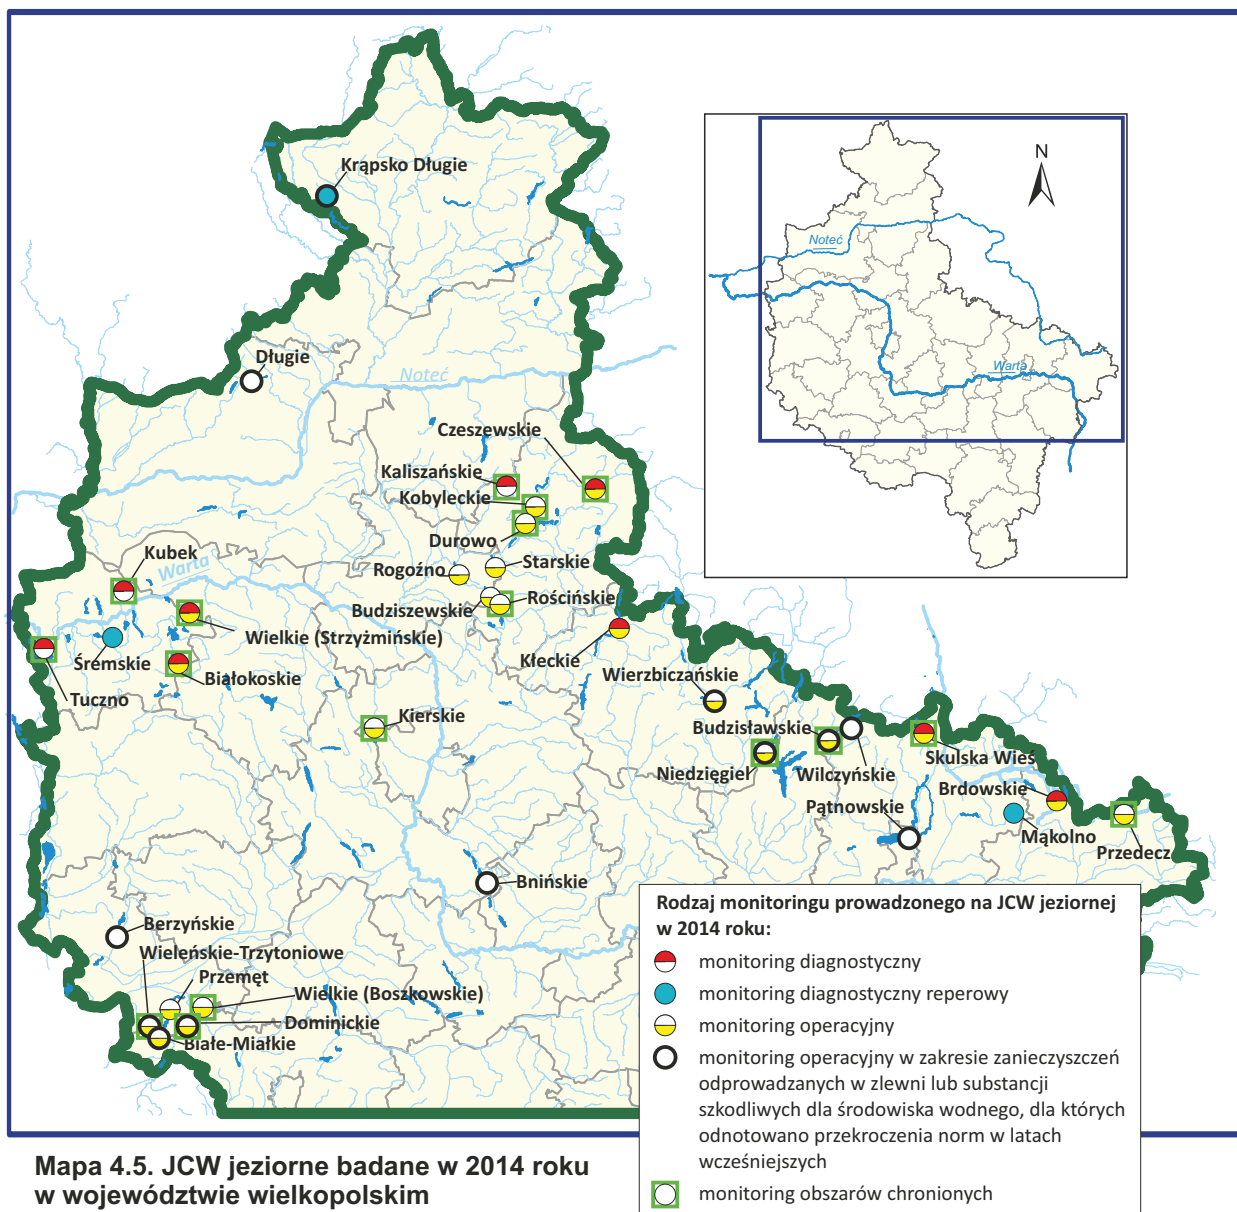 Krąpsko Długie
N
Noteć
Warta
Długie
Noteć
Czeszewskie
Kaliszańskie
Kobyleckie
Durowo
Kubek
Warta
Rogoźno
Starskie
Budziszewskie
Rościńskie
Wielkie (Strzyżmińskie)
Kłeckie
Śremskie
Białokoskie
Wierzbiczańskie
Tuczno
Kierskie
Budzisławskie
Niedzięgiel
Wilczyńskie
Skulska Wieś
Brdowskie
Pątnowskie
Mąkolno
Przedecz
Bnińskie
Berzyńskie
Wieleńskie-Trzytoniowe
Przemęt
Wielkie (Boszkowskie)
Dominickie
Białe-Miałkie
Rodzaj monitoringu prowadzonego na JCW jeziornej
w 2014 roku:
monitoring diagnostyczny
monitoring diagnostyczny reperowy
monitoring operacyjny
monitoring operacyjny w zakresie zanieczyszczeń
odprowadzanych w zlewni lub substancji
szkodliwych dla środowiska wodnego, dla których
odnotowano przekroczenia norm w latach
wcześniejszych
monitoring obszarów chronionych
Mapa 4.5. JCW jeziorne badane w 2014 roku
w województwie wielkopolskim